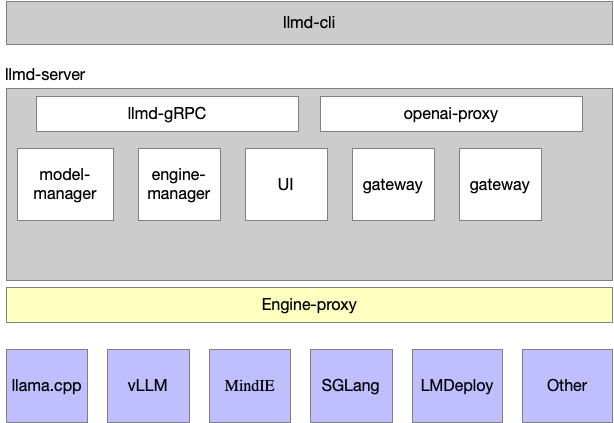 llmd-cli
llmd-server
llmd-gRPC
openai-proxy
model-
manager
engine-
manager
UI
gateway
gateway
Engine-proxy
llama.cpp
vLLM
MindIE
SGLang
LMDeploy
Other